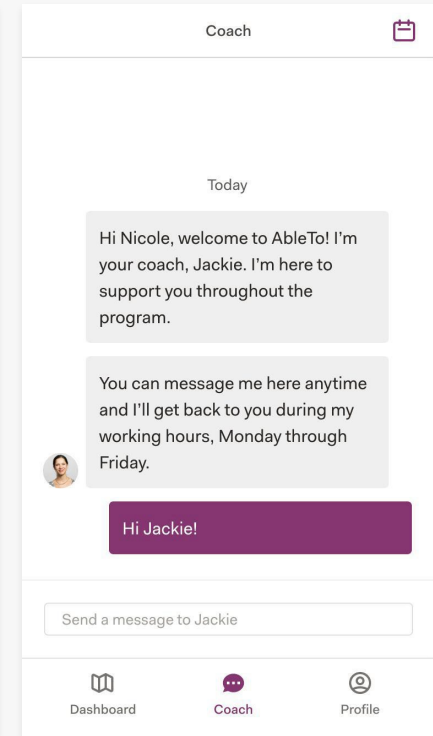 Coach
Today
Hi Nicole, welcome to AbleTo! I’m
your coach, Jackie. I’m here to
support you throughout the
program.
You can message me here anytime
and I’ll get back to you during my
working hours, Monday through
Friday.
Hi Jackie!
Send a message to Jackie
Dashboard
Coach
Profile